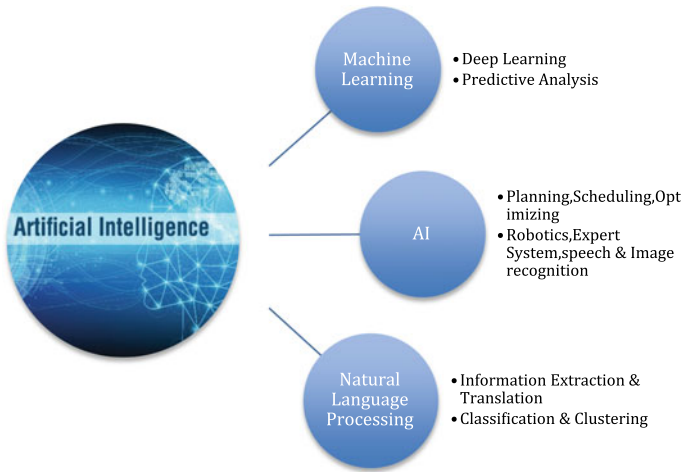 Artificial Intelligence
Machine
Learning
• Deep Learning
• Predictive Analysis
AI
• Planning,Scheduling,Opt
imizing
• Robotics,Expert
System,speech & Image
recognition
Natural
Language
Processing
• Information Extraction &
Translation
• Classification & Clustering